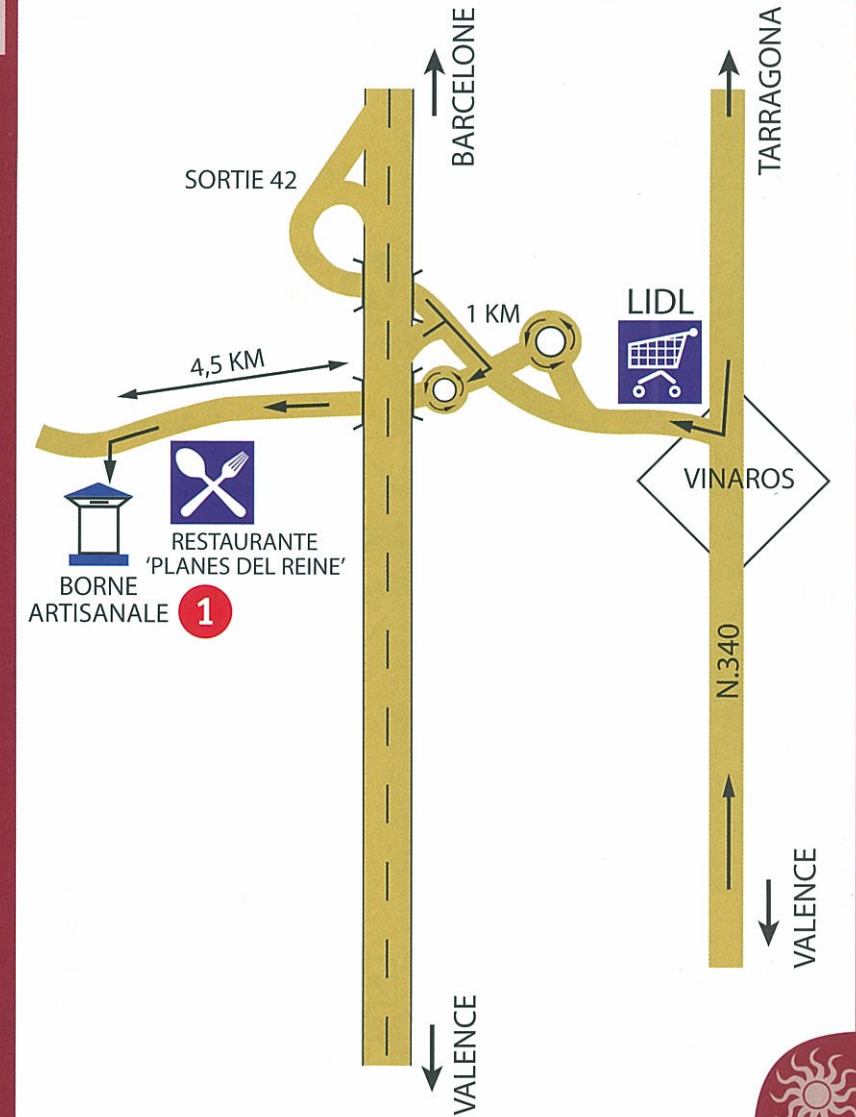 BARCELONE
TARRAGONA
SORTIE 42
1 KM
LIDL
4,5 KM
VINAROS
RESTAURANTE
'PLANES DEL REINE'
BORNE
ARTISANALE
1
N.340
VALENCE
VALENCE